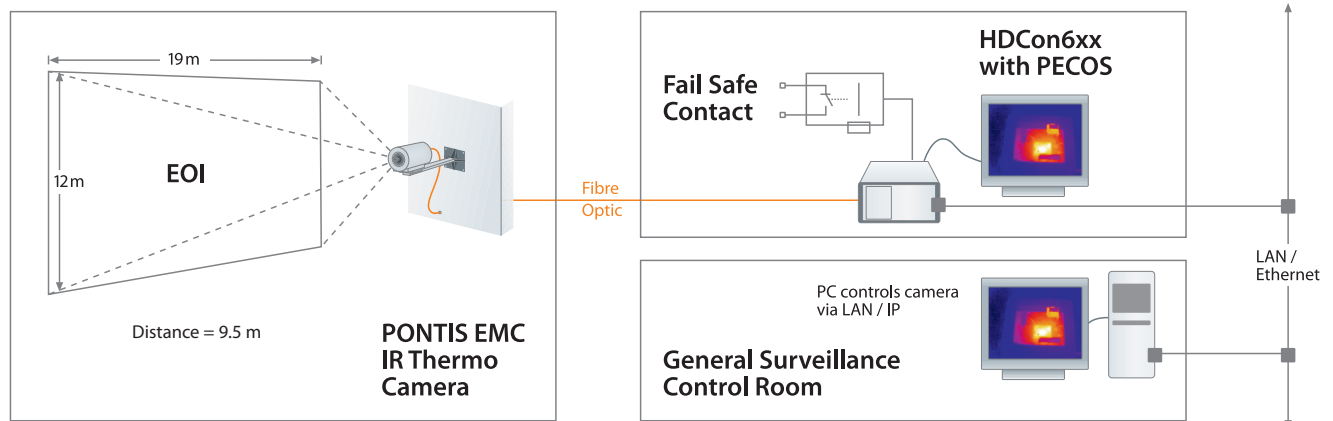 19 m
12 m
EOI
Distance = 9.5 m
PONTIS EMC
IR Thermo
Camera
Fibre
Optic
Fail Safe
Contact
HDCon6xx
with PECOS
PC controls camera
via LAN / IP
General Surveillance
Control Room
LAN /
Ethernet